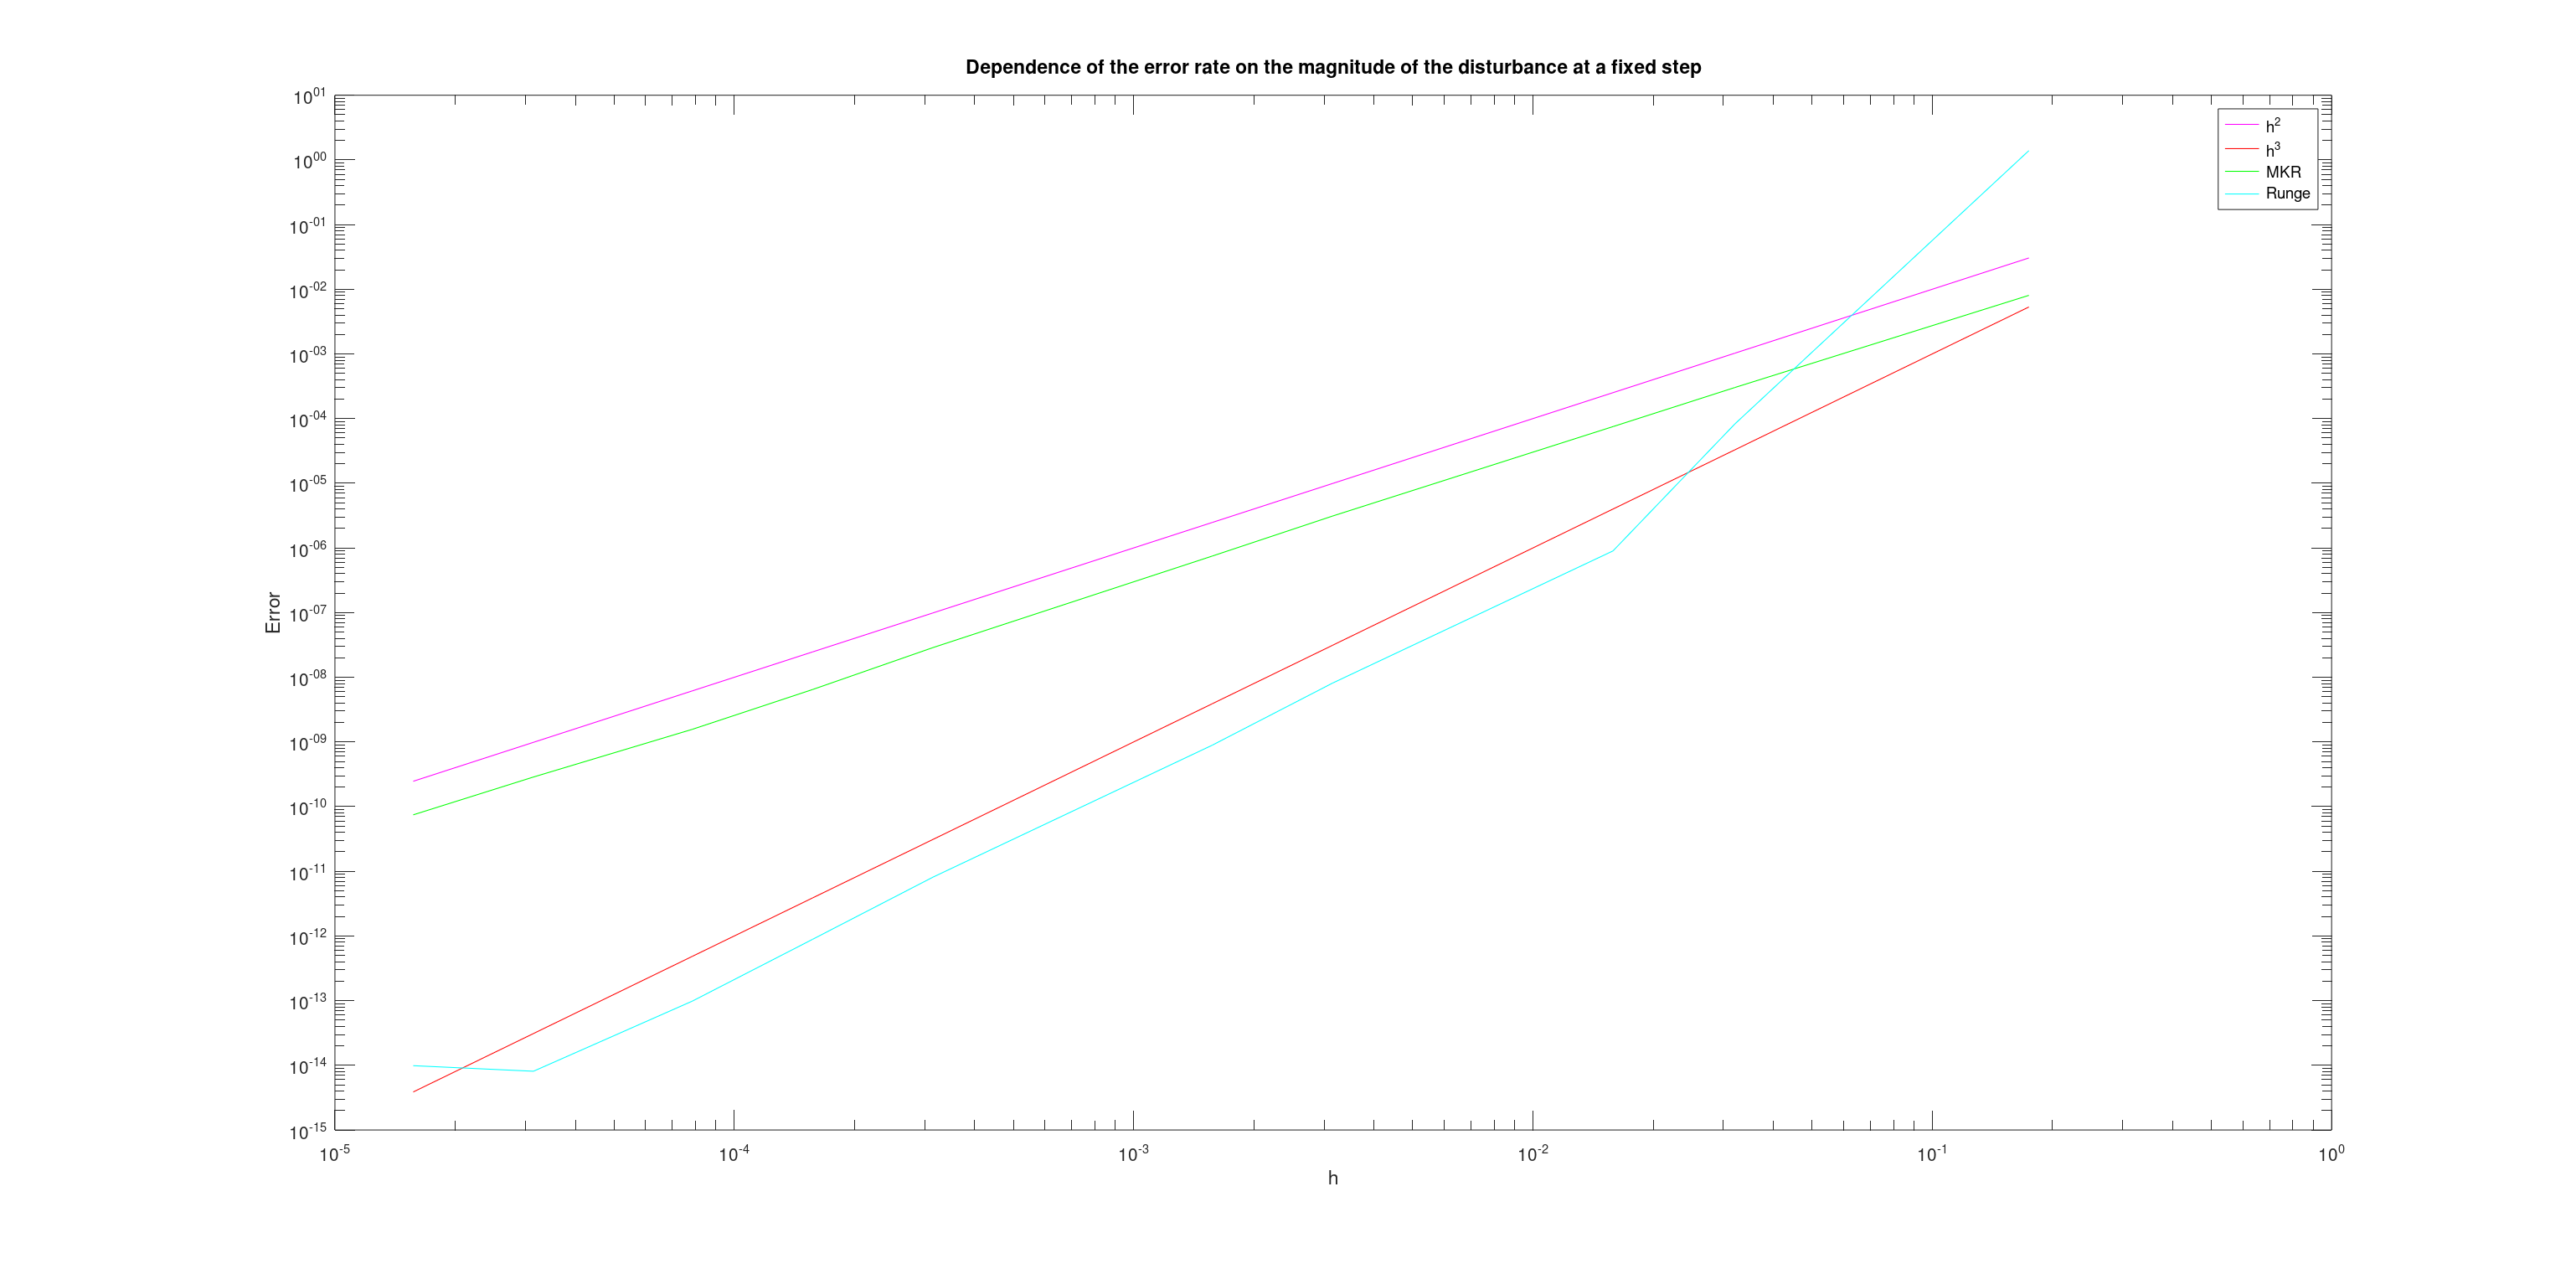 Dependence of the error rate on the magnitude of the disturbance at a fixed step
10^01
10^00
10^-01
10^-02
10^-03
10^-04
10^-05
10^-06
10^-07
10^-08
10^-09
10^-10
10^-11
10^-12
10^-13
10^-14
10^-15
Error
h^2
h^3
MKR
Runge
10^-5 10^-4 10^-3 10^-2 10^-1 10^0
h